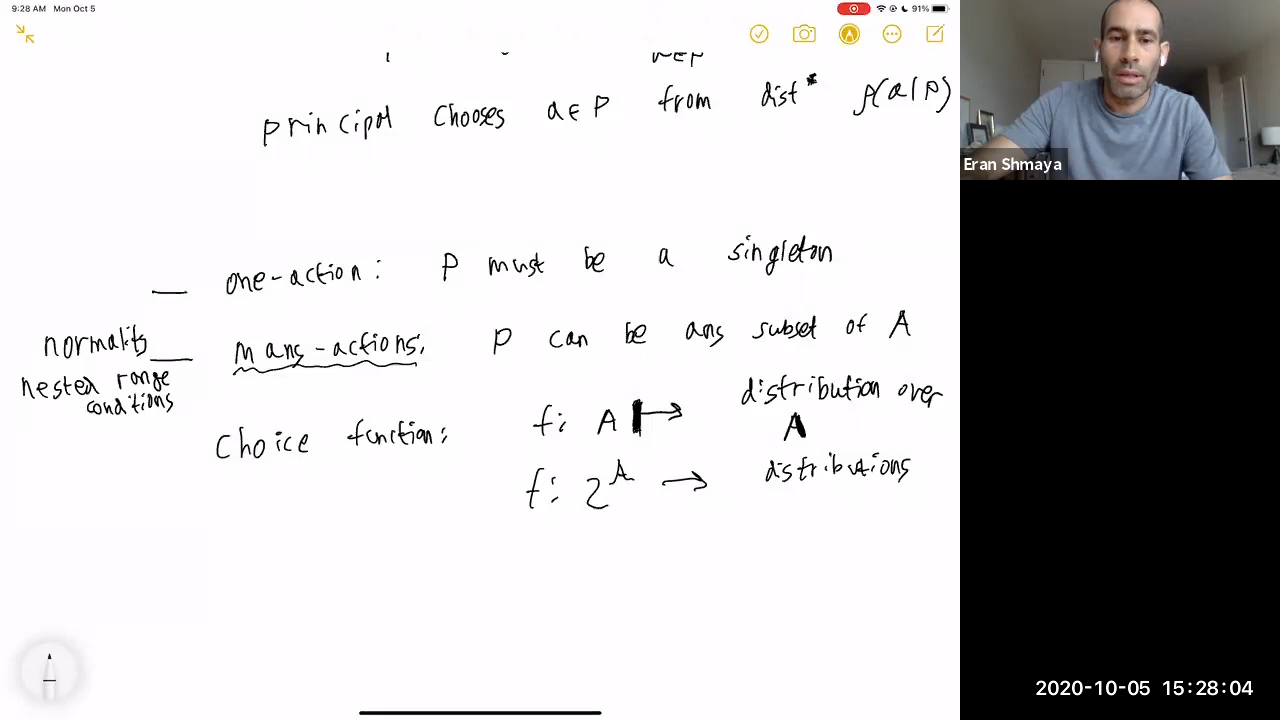 9:28 AM Mon Oct 5
91%
principal chooses a∈P from dist* f(a|P)
Eran Shmaya
one-action: P must be a singleton
normality
many-actions: P can be any subset of A
nested range
conditions
choice function: f: A ↦ distribution over
A
f: 2^A → distributions
2020-10-05 15:28:04